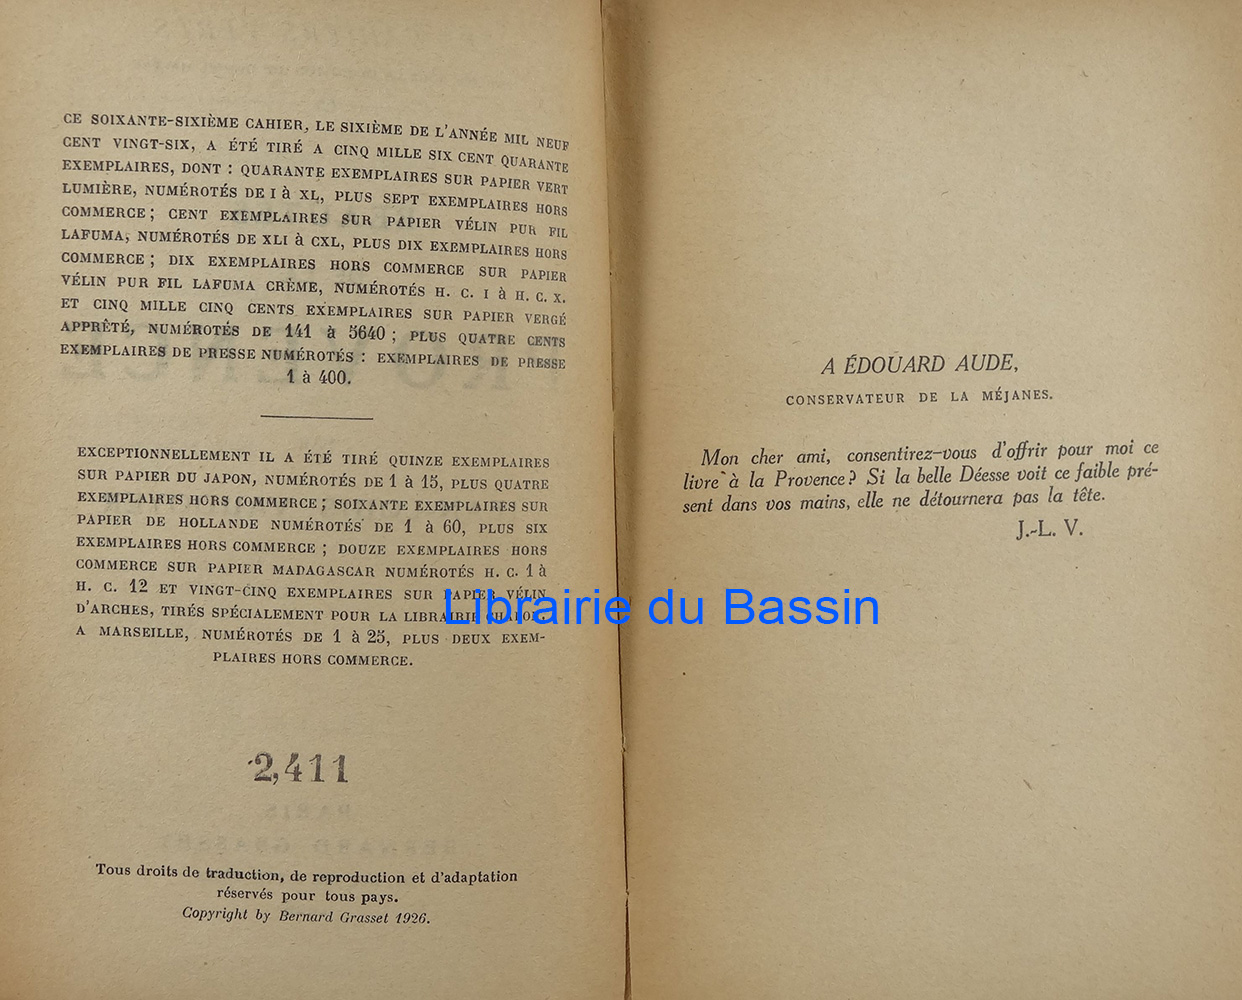 CE SOIXANTE-SIXIÈME CAHIER, LE SIXIÈME DE L'ANNÉE MIL NEUF
CENT VINGT-SIX, A ÉTÉ TIRÉ A CINQ MILLE SIX CENT QUARANTE
EXEMPLAIRES, DONT : QUARANTE EXEMPLAIRES SUR PAPIER VERT
LUMIÈRE, NUMÉROTÉS DE I à XL, PLUS SEPT EXEMPLAIRES HORS
COMMERCE ; CENT EXEMPLAIRES SUR PAPIER VÉLIN PUR FIL
LAFUMA, NUMÉROTÉS DE XLI à CXL, PLUS DIX EXEMPLAIRES HORS
COMMERCE ; DIX EXEMPLAIRES HORS COMMERCE SUR PAPIER
VÉLIN PUR FIL LAFUMA CRÈME, NUMÉROTÉS H. C. I à H. C. X.
ET CINQ MILLE CINQ CENTS EXEMPLAIRES SUR PAPIER VERGÉ
APPRÊTÉ, NUMÉROTÉS DE 141 à 5640 ; PLUS QUATRE CENTS
EXEMPLAIRES DE PRESSE NUMÉROTÉS : EXEMPLAIRES DE PRESSE
1 à 400.
EXCEPTIONNELLEMENT IL A ÉTÉ TIRÉ QUINZE EXEMPLAIRES
SUR PAPIER DU JAPON, NUMÉROTÉS DE 1 à 15, PLUS QUATRE
EXEMPLAIRES HORS COMMERCE ; SOIXANTE EXEMPLAIRES SUR
PAPIER DE HOLLANDE NUMÉROTÉS DE 1 à 60, PLUS SIX
EXEMPLAIRES HORS COMMERCE ; DOUZE EXEMPLAIRES HORS
COMMERCE SUR PAPIER MADAGASCAR NUMÉROTÉS H. C. 1 à
H. C. 12 ET VINGT-CINQ EXEMPLAIRES SUR PAPIER VÉLIN
D'ARCHES, TIRÉS SPÉCIALEMENT POUR LA LIBRAIRIE
A MARSEILLE, NUMÉROTÉS DE 1 à 25, PLUS DEUX EXEM-
PLAIRES HORS COMMERCE.
2,411
Tous droits de traduction, de reproduction et d'adaptation
réservés pour tous pays.
Copyright by Bernard Grasset 1926.
A ÉDOUARD AUDE,
CONSERVATEUR DE LA MÉJANES.
Mon cher ami, consentirez-vous d'offrir pour moi ce
livre à la Provence ? Si la belle Déesse voit ce faible pré-
sent dans vos mains, elle ne détournera pas la tête.
J.-L. V.
Librairie du Bassin